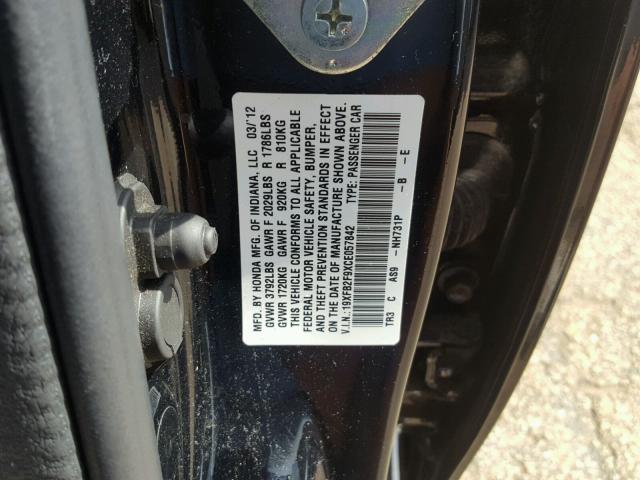 MFD. BY HONDA MFG. OF INDIANA, LLC 03/12
GVWR 3792LBS GAWR F 2029LBS R 1786LBS
GVWR 1720KG GAWR F 920KG R 810KG
THIS VEHICLE CONFORMS TO ALL APPLICABLE
FEDERAL MOTOR VEHICLE SAFETY, BUMPER,
AND THEFT PREVENTION STANDARDS IN EFFECT
ON THE DATE OF MANUFACTURE SHOWN ABOVE.
V.I.N.: 19XFB2F9XCE057842 TYPE: PASSENGER CAR
TR3 C AS9 - NH731P - B - E